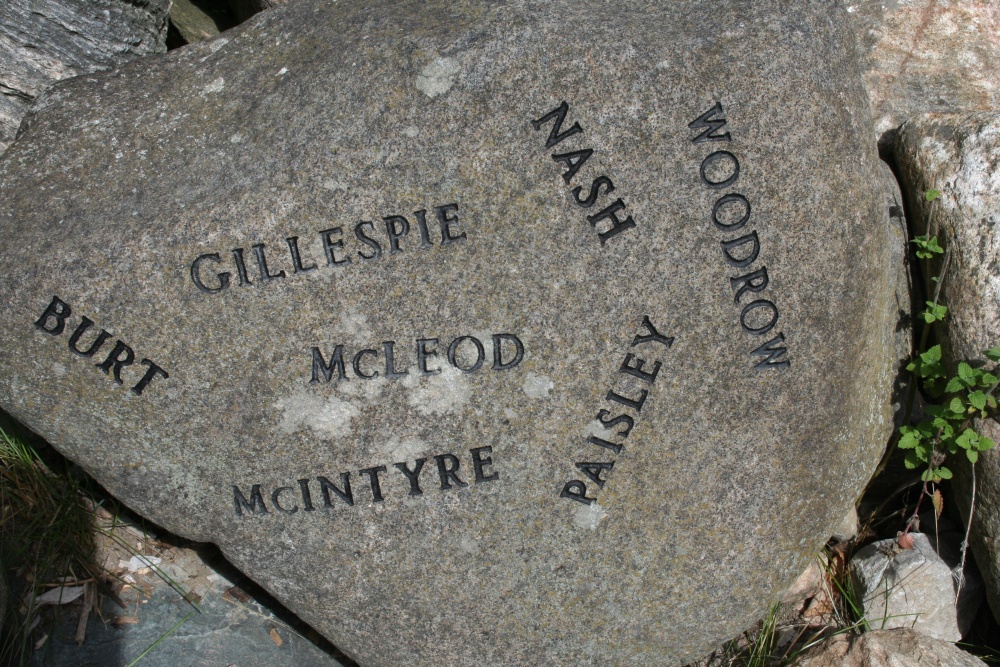 NASH
WOODROW
GILLESPIE
BURT
McLEOD
PAISLEY
McINTYRE